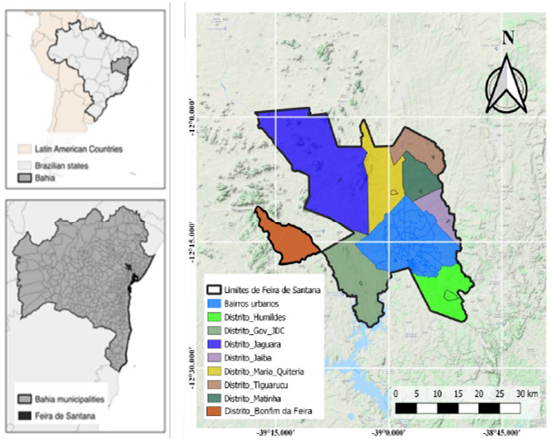 Latin American Countries
Brazilian states
Bahia
Bahia municipalities
Feira de Santana
N
-12°0.000'
-12°15.000'
-12°30.000'
Limites de Feira de Santana
Bairros urbanos
Distrito_Humildes
Distrito_Gov_JDC
Distrito_Jaguara
Distrito_Jaiba
Distrito_Maria_Quiteria
Distrito_Tiguarucu
Distrito_Matinha
Distrito_Bonfim da Feira
0 5 10 15 20 25 30 km
-39°15.000' -39°0.000' -38°45.000'